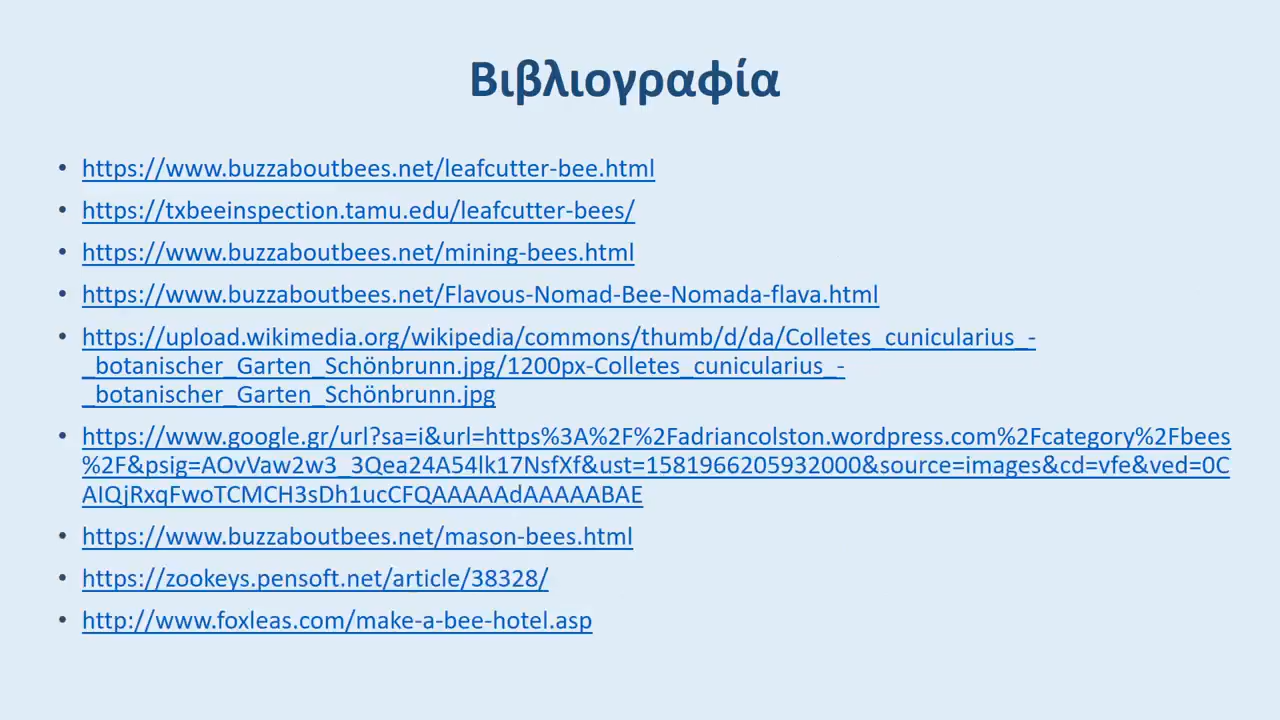 Βιβλιογραφία
• https://www.buzzaboutbees.net/leafcutter-bee.html
• https://txbeeinspection.tamu.edu/leafcutter-bees/
• https://www.buzzaboutbees.net/mining-bees.html
• https://www.buzzaboutbees.net/Flavous-Nomad-Bee-Nomada-flava.html
• https://upload.wikimedia.org/wikipedia/commons/thumb/d/da/Colletes_cunicularius_-
_botanischer_Garten_Schönbrunn.jpg/1200px-Colletes_cunicularius_-
_botanischer_Garten_Schönbrunn.jpg
• https://www.google.gr/url?sa=i&url=https%3A%2F%2Fadriancolston.wordpress.com%2Fcategory%2Fbees
%2F&psig=AOvVaw2w3_3Qea24A54lk17NsfXf&ust=1581966205932000&source=images&cd=vfe&ved=0C
AIQjRxqFwoTCMCH3sDh1ucCFQAAAAAdAAAAABAE
• https://www.buzzaboutbees.net/mason-bees.html
• https://zookeys.pensoft.net/article/38328/
• http://www.foxleas.com/make-a-bee-hotel.asp